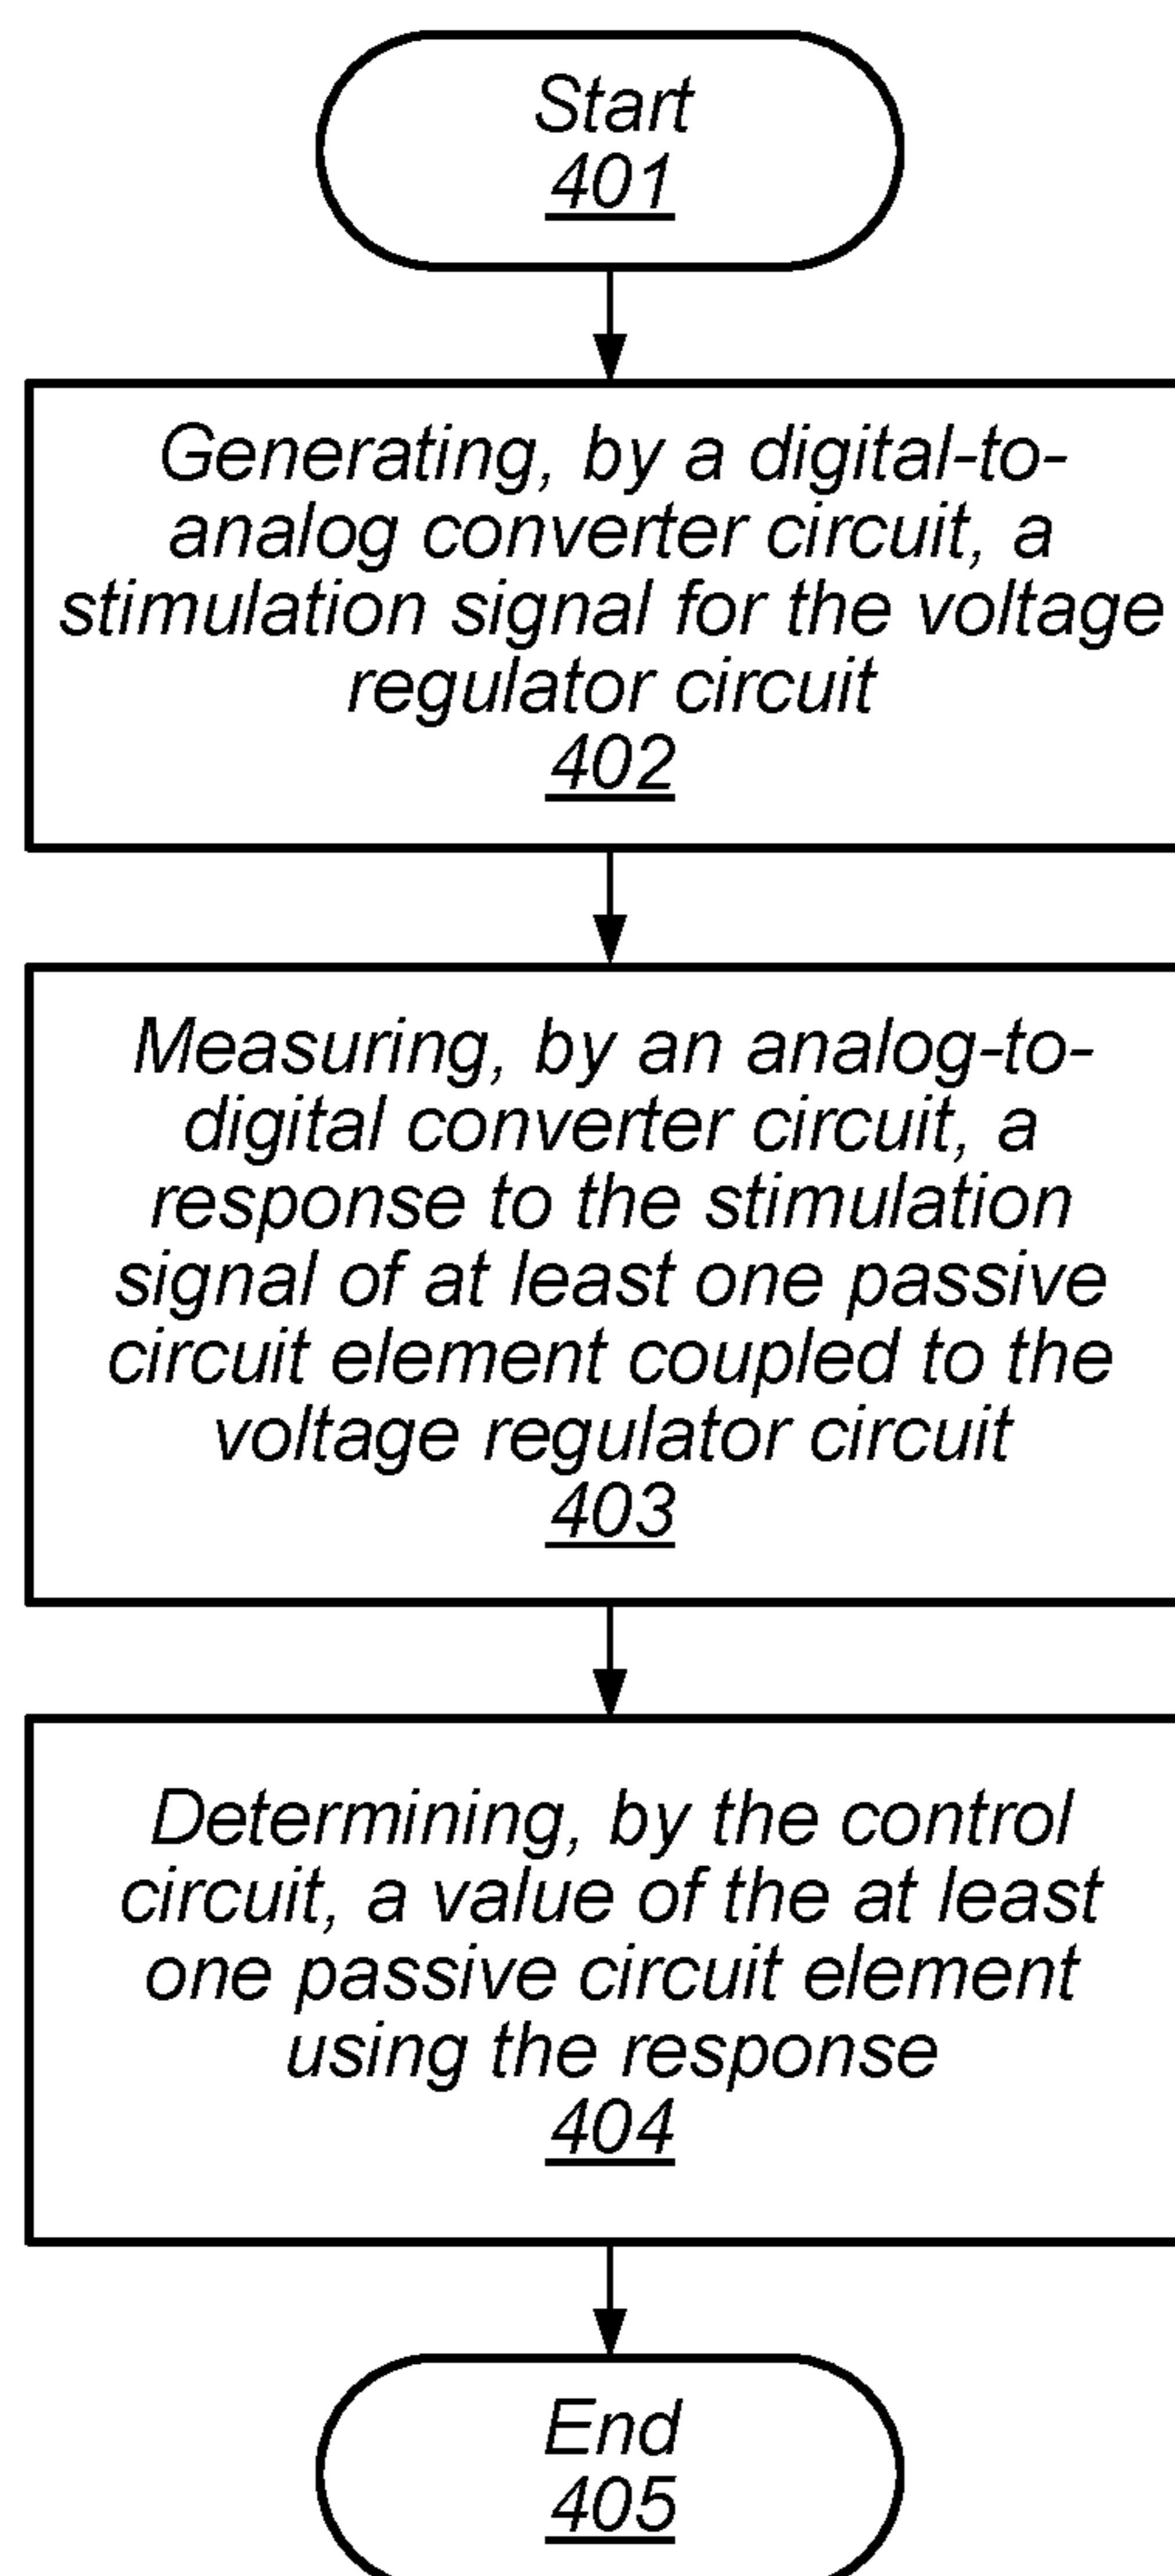 Start
401
Generating, by a digital-to-
analog converter circuit, a
stimulation signal for the voltage
regulator circuit
402
Measuring, by an analog-to-
digital converter circuit, a
response to the stimulation
signal of at least one passive
circuit element coupled to the
voltage regulator circuit
403
Determining, by the control
circuit, a value of the at least
one passive circuit element
using the response
404
End
405